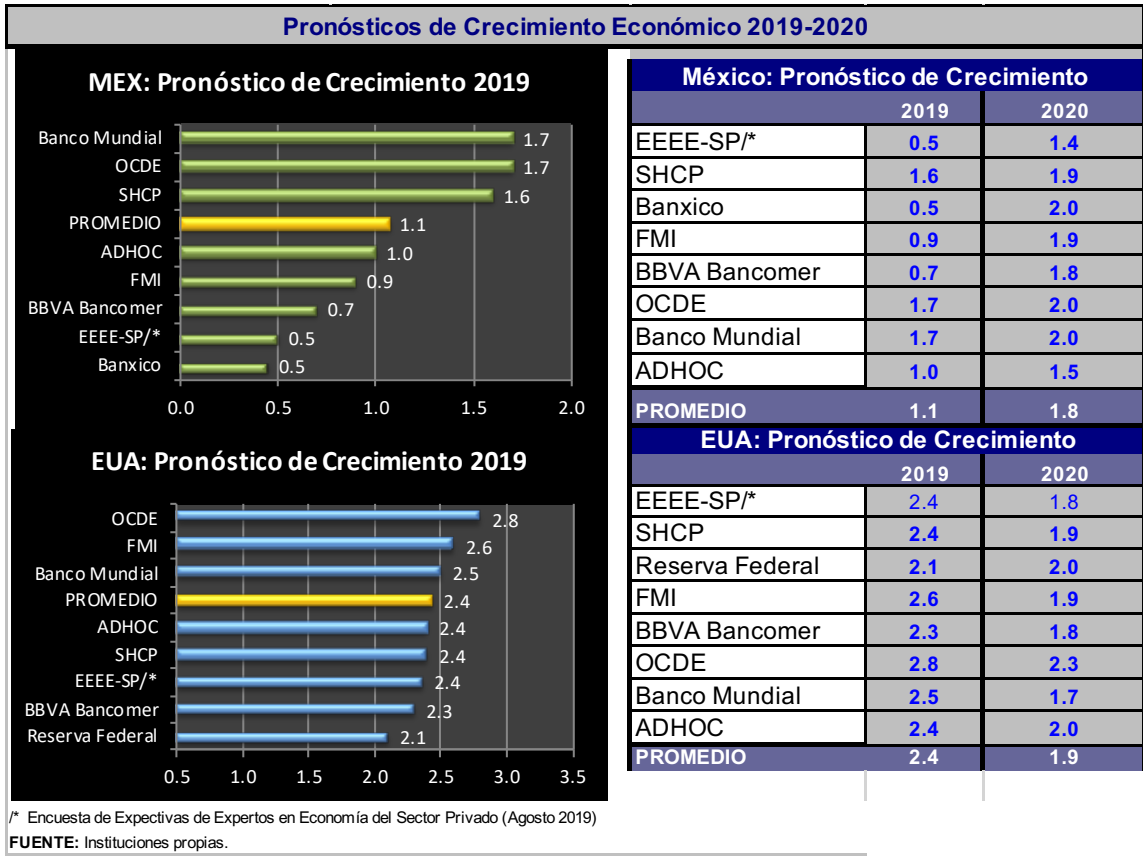 Pronósticos de Crecimiento Económico 2019-2020
MEX: Pronóstico de Crecimiento 2019
Banco Mundial 1.7
OCDE 1.7
SHCP 1.6
PROMEDIO 1.1
ADHOC 1.0
FMI 0.9
BBVA Bancomer 0.7
EEEE-SP/* 0.5
Banxico 0.5
0.0 0.5 1.0 1.5 2.0
México: Pronóstico de Crecimiento
2019 2020
EEEE-SP/* 0.5 1.4
SHCP 1.6 1.9
Banxico 0.5 2.0
FMI 0.9 1.9
BBVA Bancomer 0.7 1.8
OCDE 1.7 2.0
Banco Mundial 1.7 2.0
ADHOC 1.0 1.5
PROMEDIO 1.1 1.8
EUA: Pronóstico de Crecimiento 2019
OCDE 2.8
FMI 2.6
Banco Mundial 2.5
PROMEDIO 2.4
ADHOC 2.4
SHCP 2.4
EEEE-SP/* 2.4
BBVA Bancomer 2.3
Reserva Federal 2.1
0.5 1.0 1.5 2.0 2.5 3.0 3.5
EUA: Pronóstico de Crecimiento
2019 2020
EEEE-SP/* 2.4 1.8
SHCP 2.4 1.9
Reserva Federal 2.1 2.0
FMI 2.6 1.9
BBVA Bancomer 2.3 1.8
OCDE 2.8 2.3
Banco Mundial 2.5 1.7
ADHOC 2.4 2.0
PROMEDIO 2.4 1.9
/* Encuesta de Expectivas de Expertos en Economía del Sector Privado (Agosto 2019)
FUENTE: Instituciones propias.